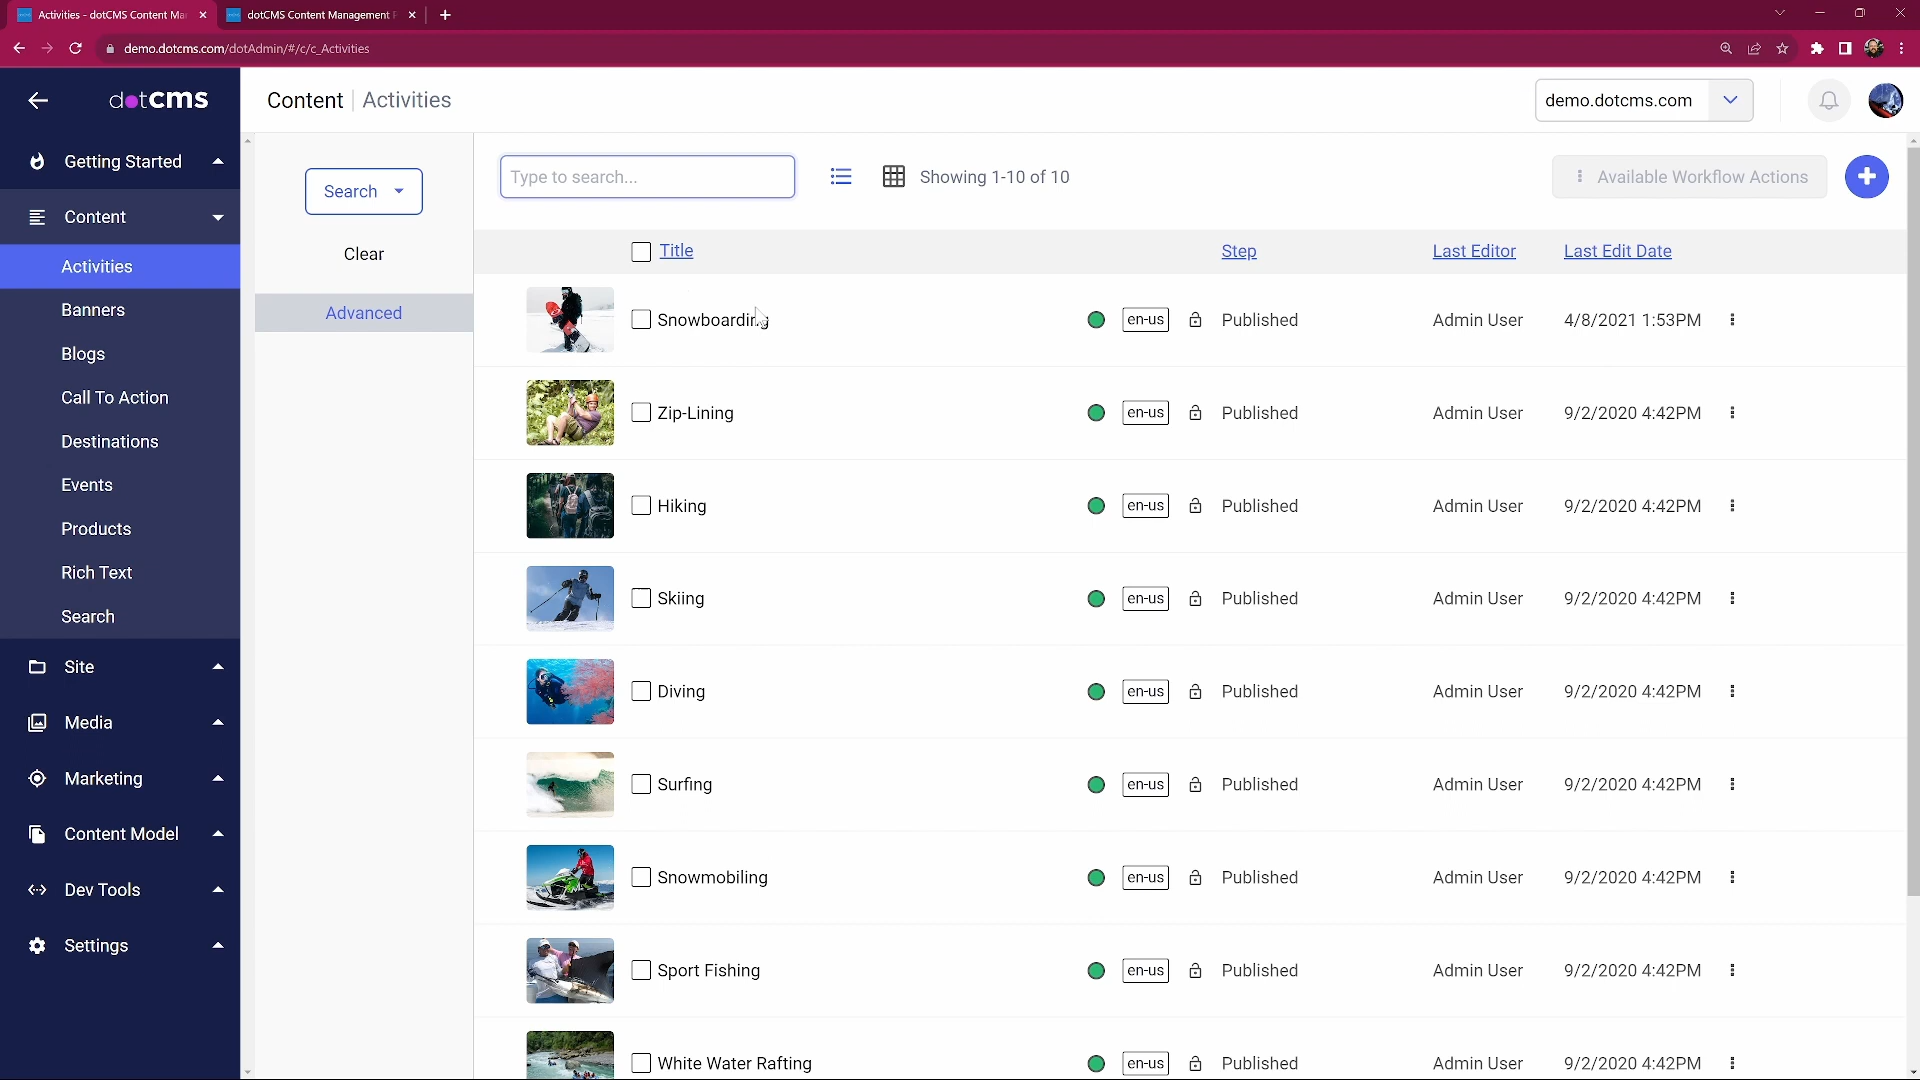 Activities - dotCMS Content Ma
dotCMS Content Management P
demo.dotcms.com/dotAdmin/#/c/c_Activities
dotcms
Content | Activities
demo.dotcms.com
Getting Started
Content
Activities
Banners
Blogs
Call To Action
Destinations
Events
Products
Rich Text
Search
Site
Media
Marketing
Content Model
Dev Tools
Settings
Search
Clear
Advanced
Type to search...
Showing 1-10 of 10
Available Workflow Actions
Title Step Last Editor Last Edit Date
Snowboarding en-us Published Admin User 4/8/2021 1:53PM
Zip-Lining en-us Published Admin User 9/2/2020 4:42PM
Hiking en-us Published Admin User 9/2/2020 4:42PM
Skiing en-us Published Admin User 9/2/2020 4:42PM
Diving en-us Published Admin User 9/2/2020 4:42PM
Surfing en-us Published Admin User 9/2/2020 4:42PM
Snowmobiling en-us Published Admin User 9/2/2020 4:42PM
Sport Fishing en-us Published Admin User 9/2/2020 4:42PM
White Water Rafting en-us Published Admin User 9/2/2020 4:42PM